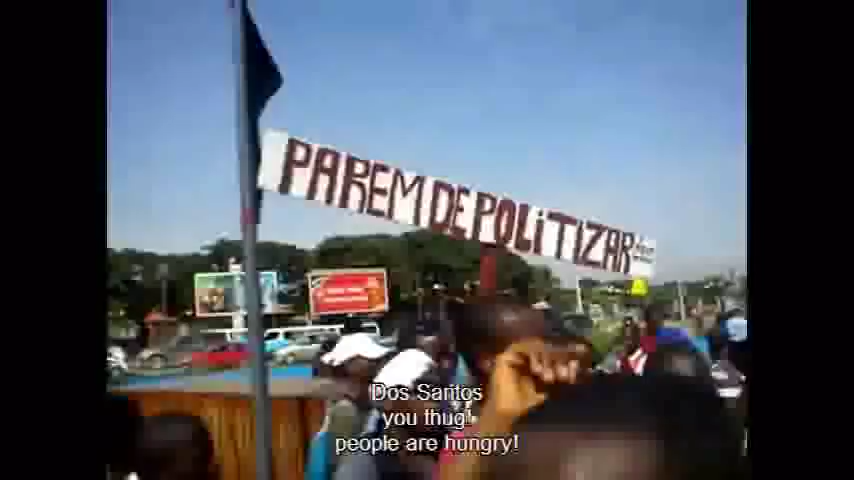 PAREM DE POLITIZAR
Dos Santos
you thug!
people are hungry!